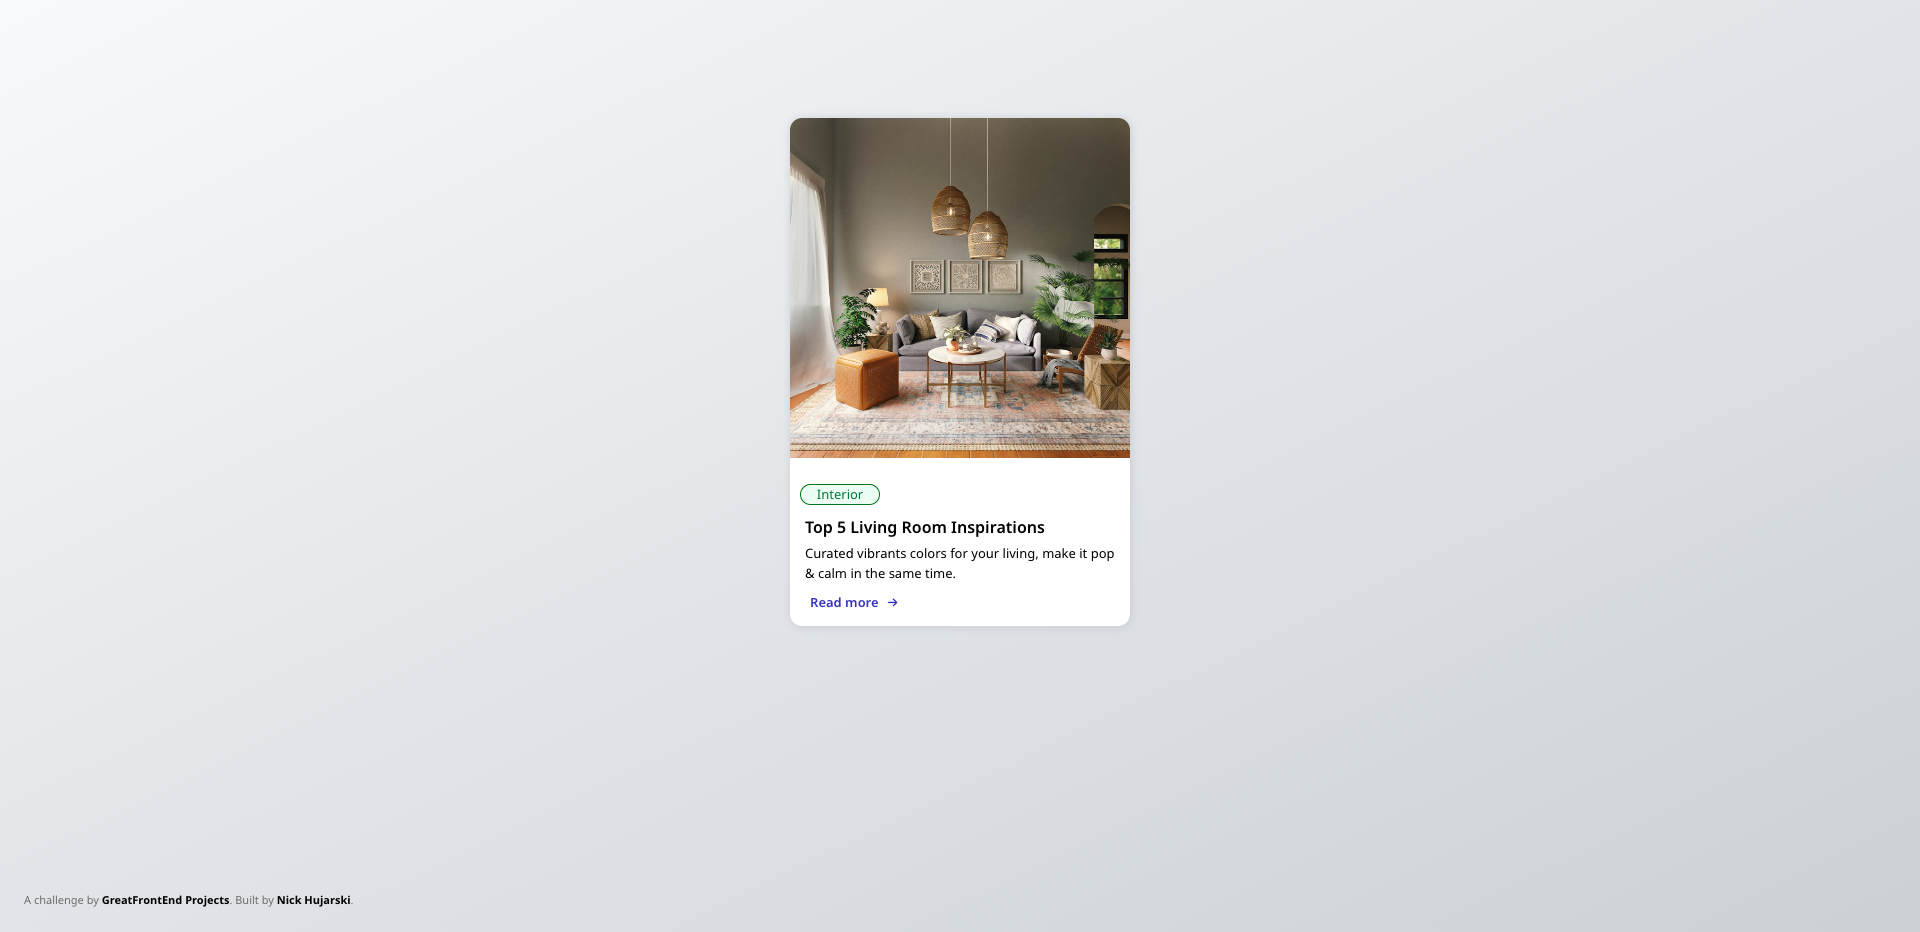 Interior
Top 5 Living Room Inspirations
Curated vibrants colors for your living, make it pop
& calm in the same time.
Read more →
A challenge by GreatFrontEnd Projects. Built by Nick Hujarski.